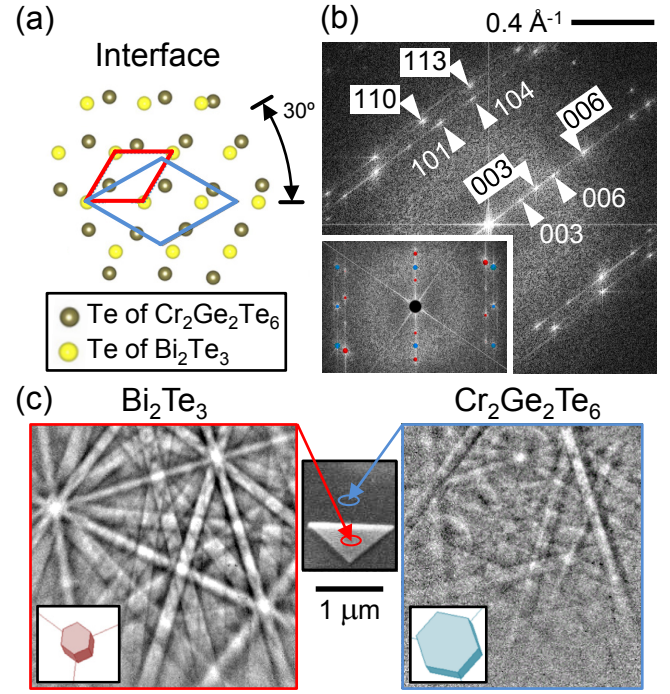 (a)
Interface
30º
Te of Cr₂Ge₂Te₆
Te of Bi₂Te₃
(b)
0.4 Å⁻¹
113
110
104
101
006
003
006
003
(c)
Bi₂Te₃
Cr₂Ge₂Te₆
1 μm